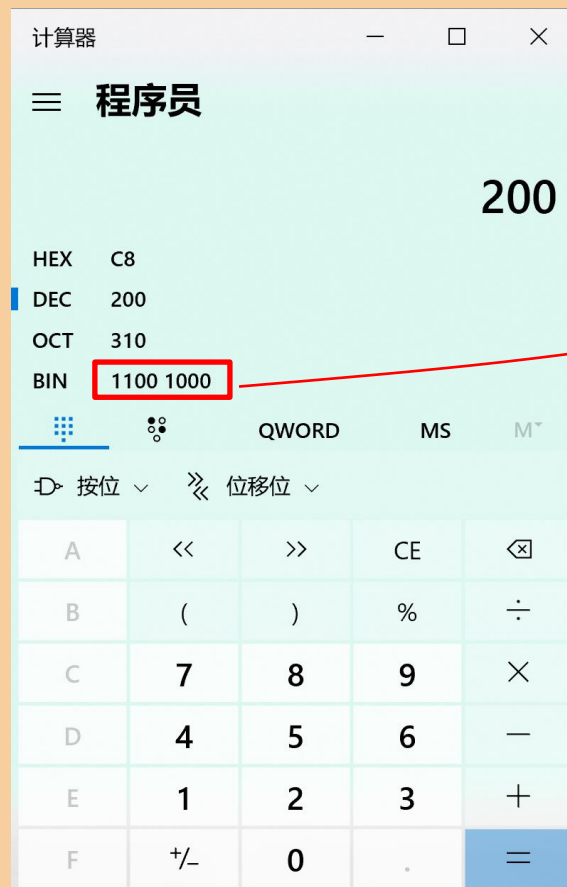 计算器
程序员
200
HEX C8
DEC 200
OCT 310
BIN 1100 1000
QWORD MS M
按位 位移位
A << >> CE
B ( ) % ÷
C 7 8 9 ×
D 4 5 6 −
E 1 2 3 +
F +/− 0 . =